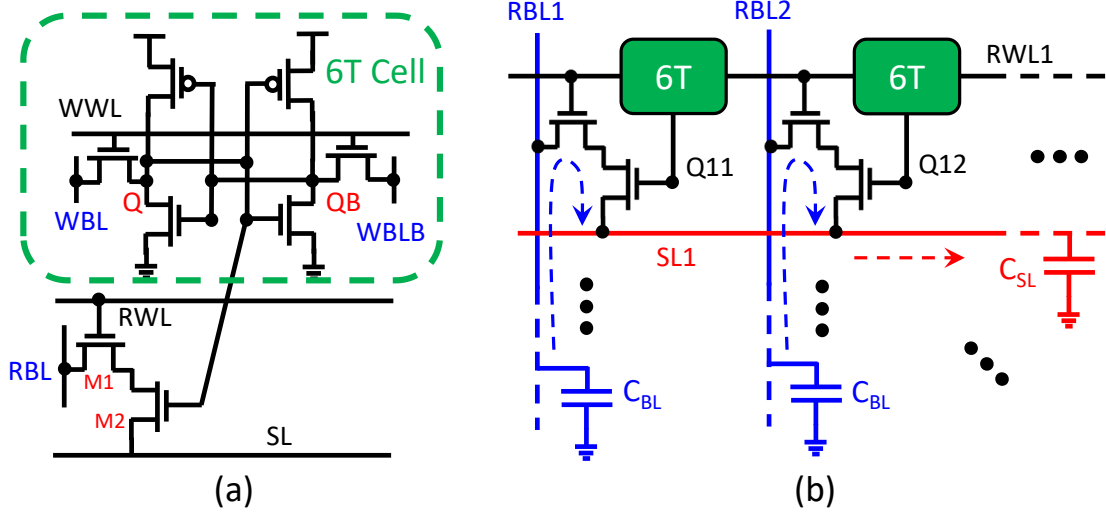 6T Cell
WWL
Q
QB
WBL
WBLB
RWL
RBL
M1
M2
SL
(a)
RBL1
RBL2
6T
6T
RWL1
Q11
Q12
SL1
CSL
CBL
CBL
(b)